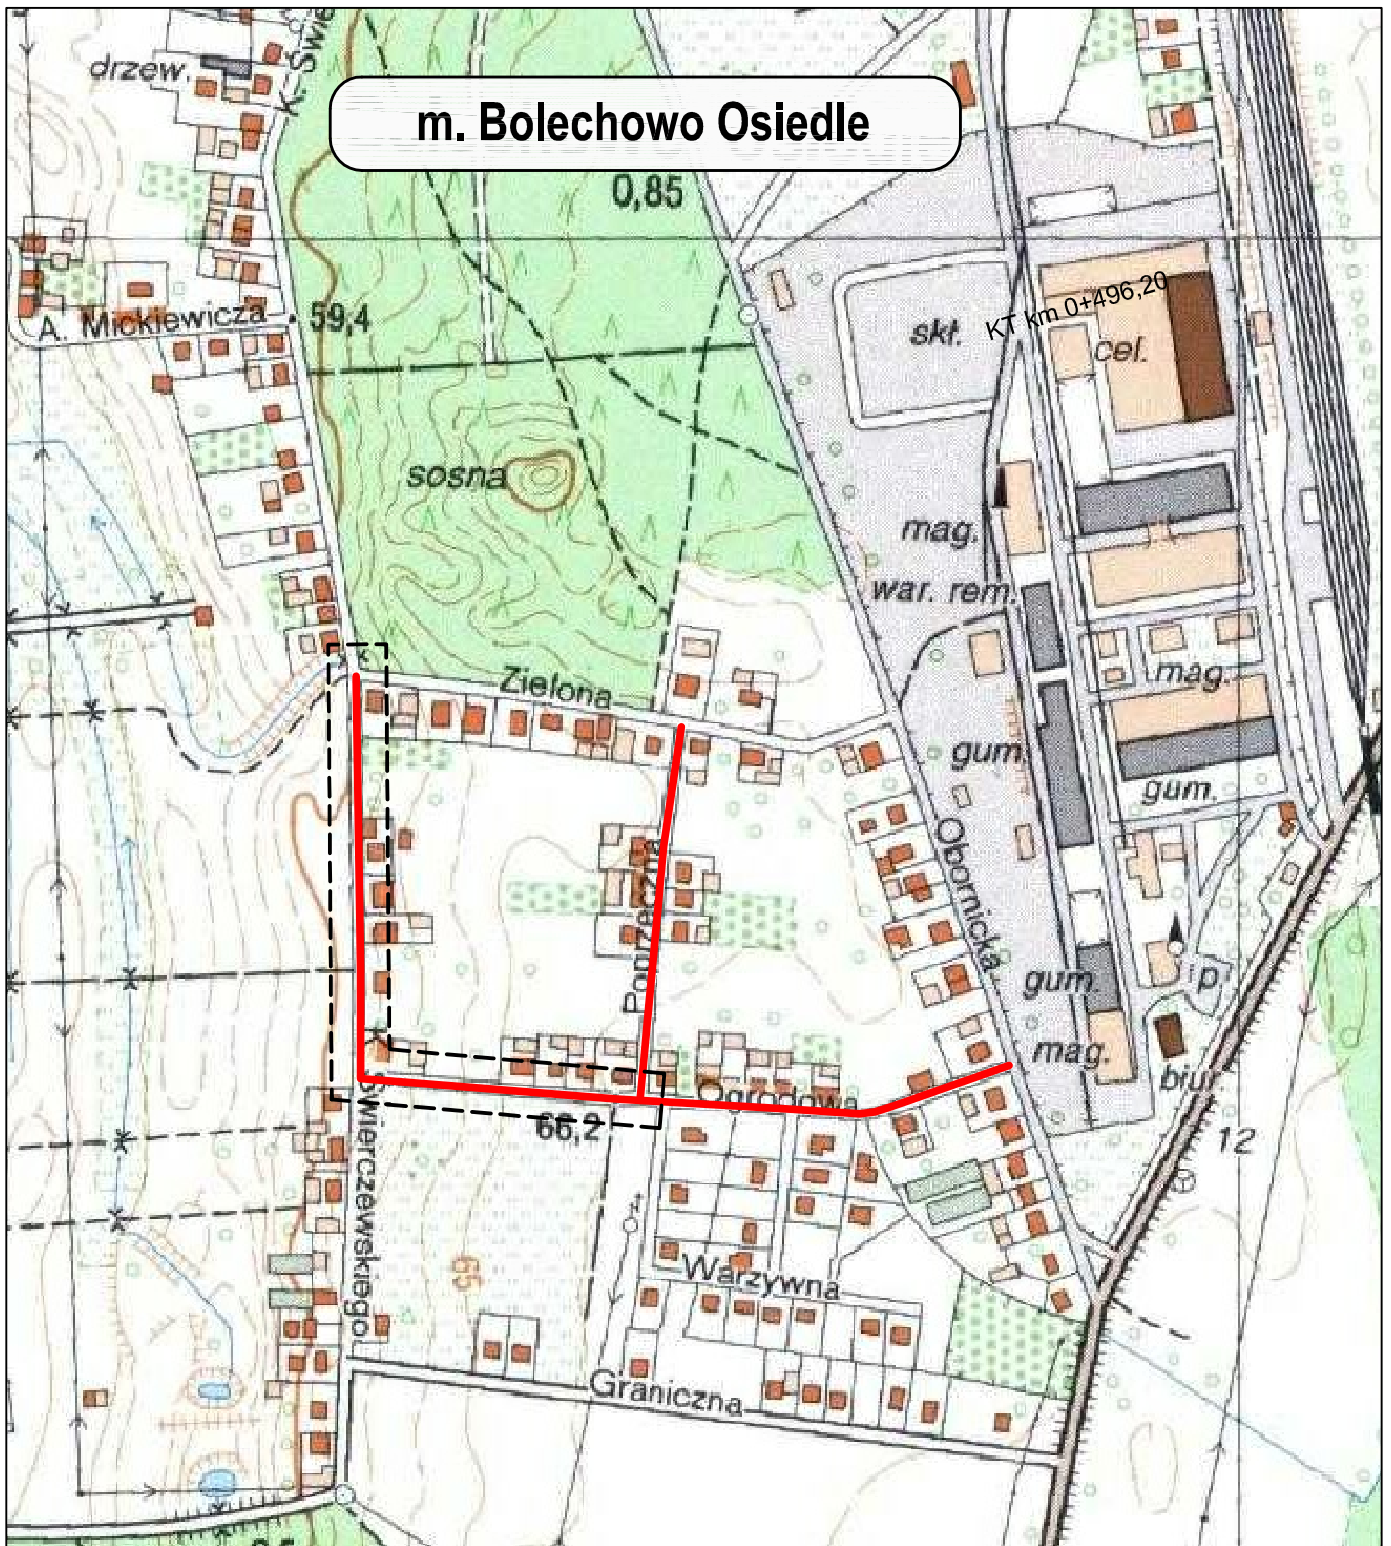 K. Świe
drzew.
m. Bolechowo Osiedle
0,85
A. Mickiewicza
59,4
KT km 0+496,20
skł.
cel.
sosna
mag.
war. rem.
Zielona
mag.
gum.
gum.
Obornicka
Poprzeczna
gum.
p.
K. Świerczewskiego
mag.
biur.
Ogrodowa
66,2
12
65
Warzywna
Graniczna